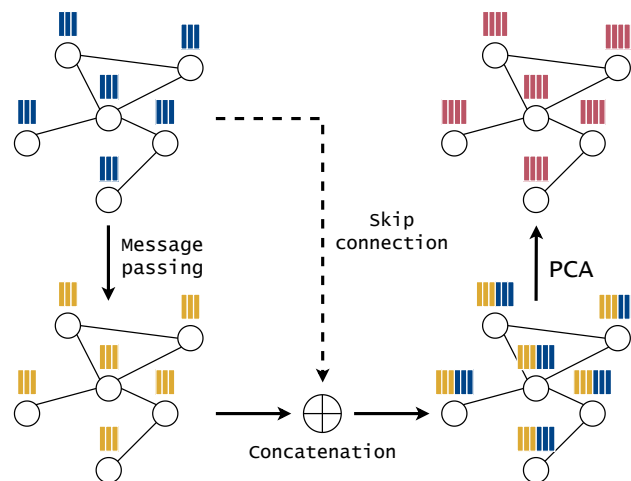 Message
passing
Skip
connection
PCA
Concatenation